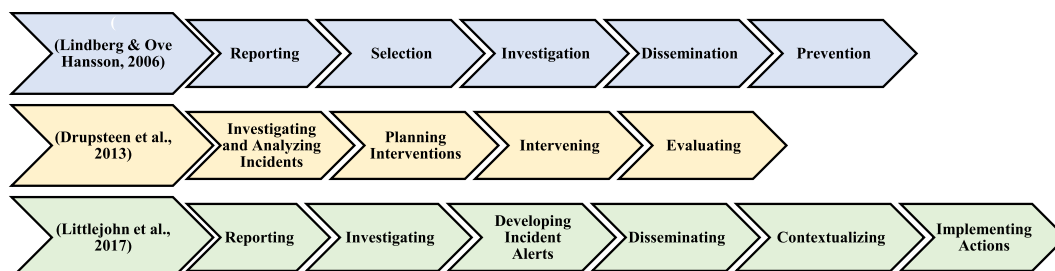 (
(Lindberg & Ove
Hansson, 2006)
Reporting
Selection
Investigation
Dissemination
Prevention
(Drupsteen et al.,
2013)
Investigating
and Analyzing
Incidents
Planning
Interventions
Intervening
Evaluating
(Littlejohn et al.,
2017)
Reporting
Investigating
Developing
Incident
Alerts
Disseminating
Contextualizing
Implementing
Actions